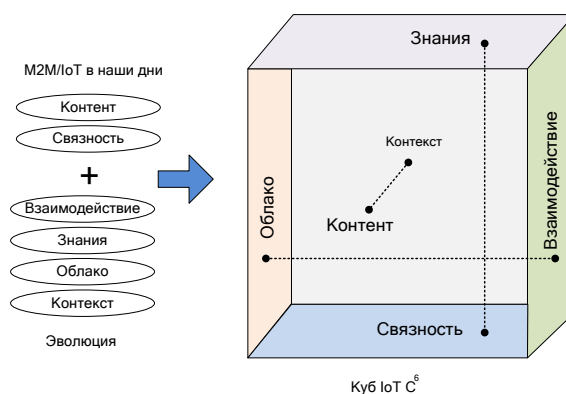 М2М/IoT в наши дни
Контент
Связность
+
Взаимодействие
Знания
Облако
Контекст
Эволюция
Знания
Контекст
Контент
Облако
Взаимодействие
Связность
Куб IoT C⁶